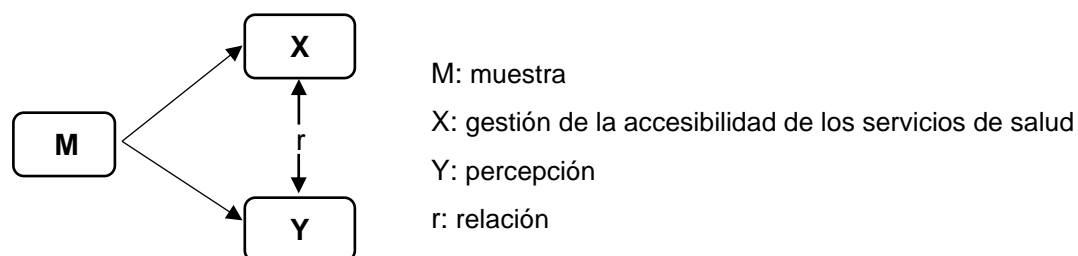 X
M
r
Y
M: muestra
X: gestión de la accesibilidad de los servicios de salud
Y: percepción
r: relación